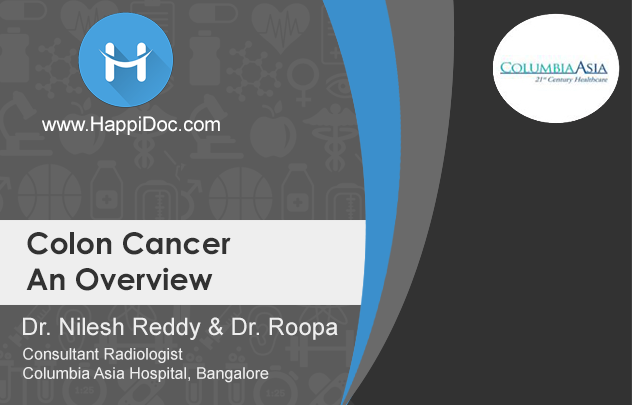 www.HappiDoc.com
COLUMBIAASIA
21st Century Healthcare
Colon Cancer
An Overview
Dr. Nilesh Reddy & Dr. Roopa
Consultant Radiologist
Columbia Asia Hospital, Bangalore